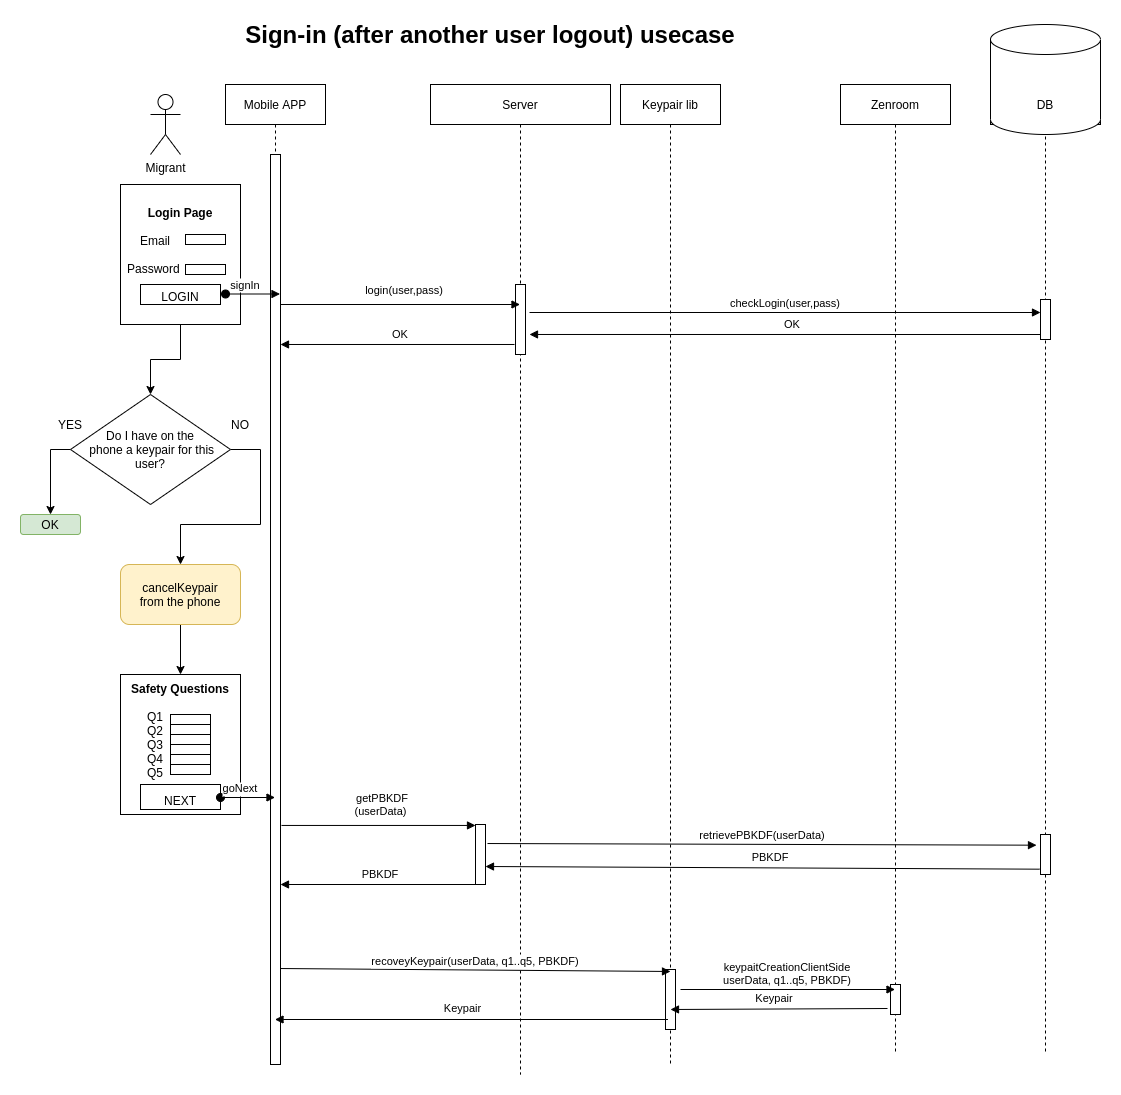 Sign-in (after another user logout) usecase
Mobile APP
Server
Keypair lib
Zenroom
DB
Migrant
Login Page
Email
Password
LOGIN
signIn
login(user,pass)
checkLogin(user,pass)
OK
OK
YES
NO
Do I have on the
phone a keypair for this
user?
OK
cancelKeypair
from the phone
Safety Questions
Q1
Q2
Q3
Q4
Q5
NEXT
goNext
getPBKDF
(userData)
retrievePBKDF(userData)
PBKDF
PBKDF
recoveyKeypair(userData, q1..q5, PBKDF)
keypaitCreationClientSide
userData, q1..q5, PBKDF)
Keypair
Keypair